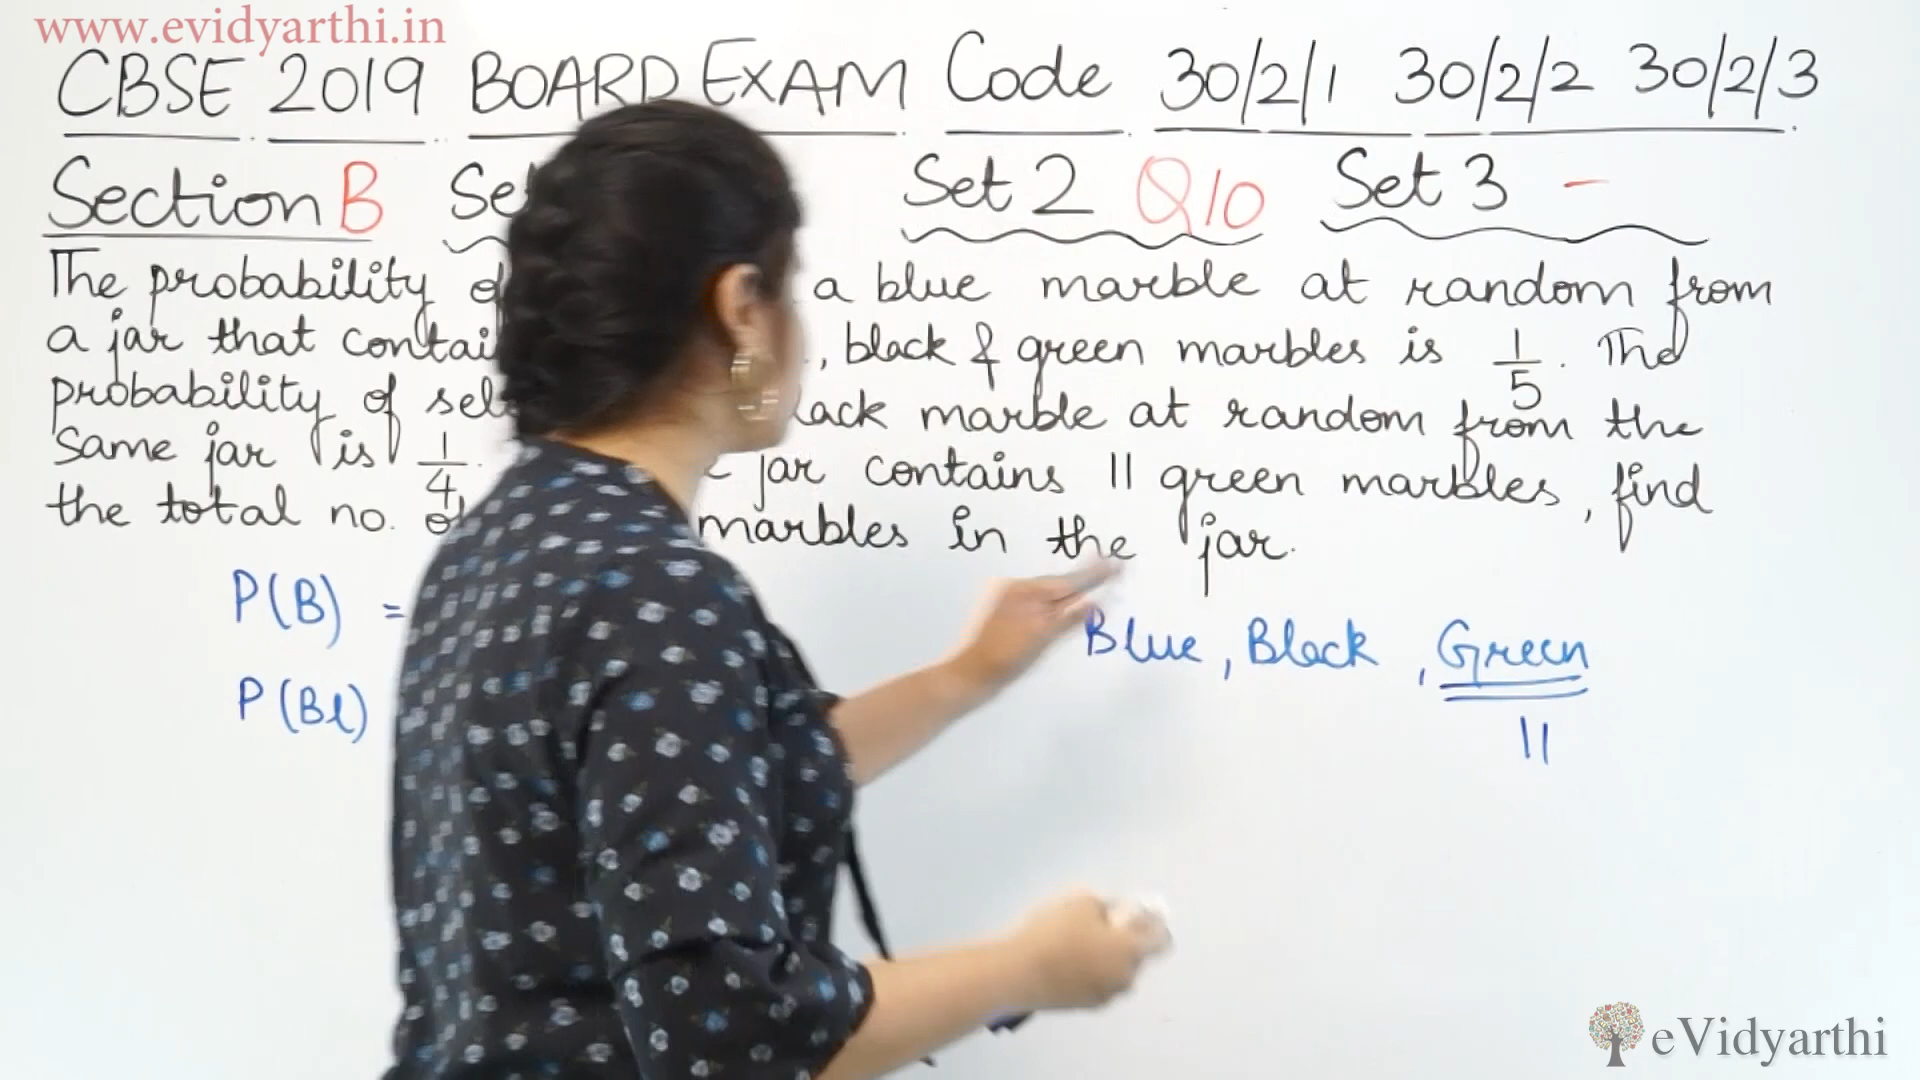 www.evidyarthi.in
CBSE 2019 BOARD EXAM Code 30/2/1 30/2/2 30/2/3
Section B Set 2 Q10 Set 3 -
The probability a blue marble at random from
a jar that , black & green marbles is 1/5. The
probability of marble at random from the
same jar is 1/4. jar contains 11 green marbles, find
the total no. marbles in the jar.
P(B) = Blue, Black, Green
P(Bl) 11
eVidyarthi